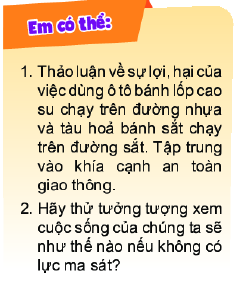 Em có thể:
1. Thảo luận về sự lợi, hại của
việc dùng ô tô bánh lốp cao
su chạy trên đường nhựa
và tàu hoả bánh sắt chạy
trên đường sắt. Tập trung
vào khía cạnh an toàn
giao thông.
2. Hãy thử tưởng tượng xem
cuộc sống của chúng ta sẽ
như thế nào nếu không có
lực ma sát?